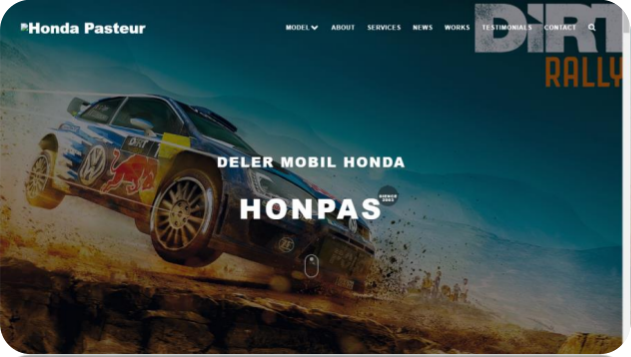 Honda Pasteur
MODEL ABOUT SERVICES NEWS WORKS TESTIMONIALS CONTACT
DiRT
RALLY
DELER MOBIL HONDA
HONPAS